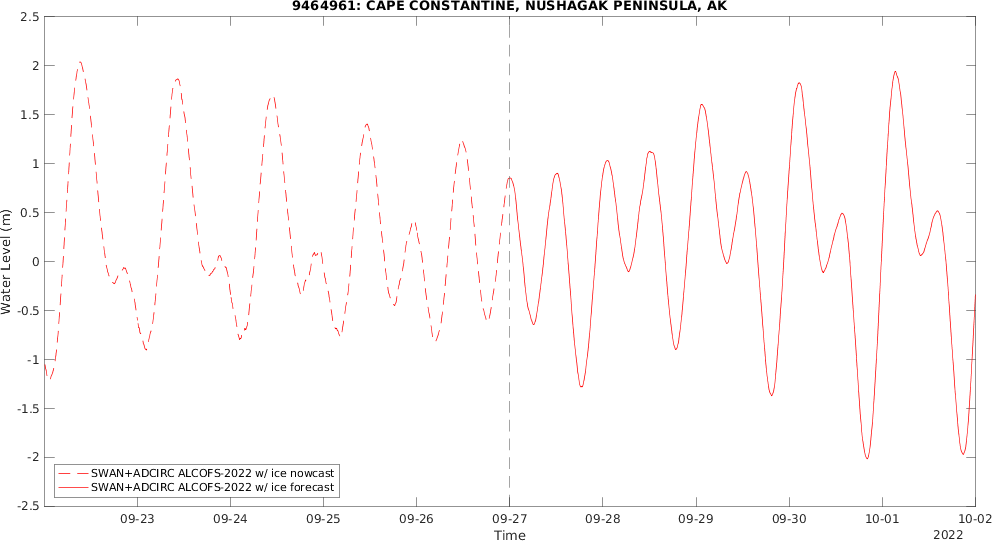 9464961: CAPE CONSTANTINE, NUSHAGAK PENINSULA, AK
2.5
2
1.5
1
0.5
0
-0.5
-1
-1.5
-2
-2.5
Water Level (m)
SWAN+ADCIRC ALCOFS-2022 w/ ice nowcast
SWAN+ADCIRC ALCOFS-2022 w/ ice forecast
09-23 09-24 09-25 09-26 09-27 09-28 09-29 09-30 10-01 10-02
Time
2022